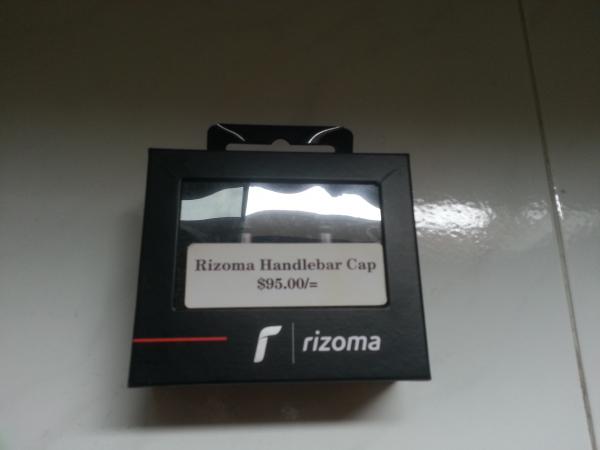 Rizoma Handlebar Cap
$95.00/=
rizoma